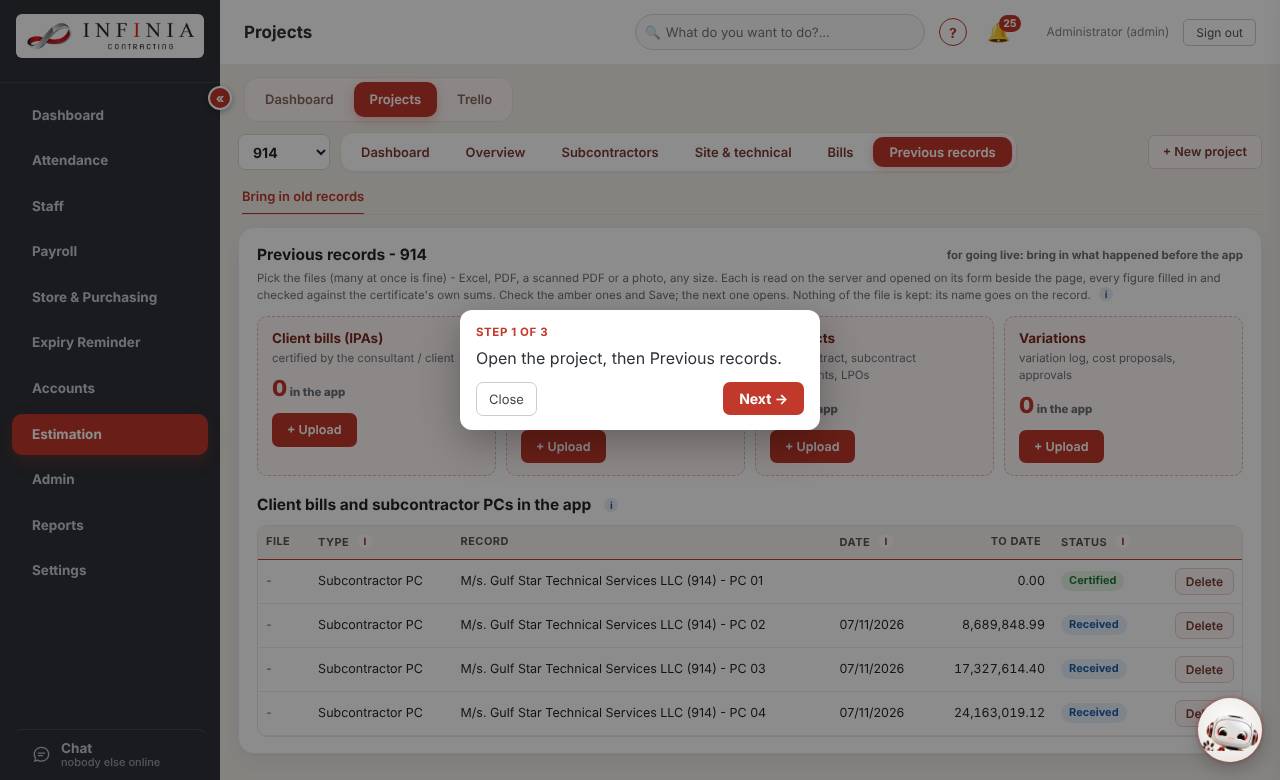 INFINIA
CONTRACTING
Projects
What do you want to do?...
?
25
Administrator (admin)
Sign out
«
Dashboard
Attendance
Staff
Payroll
Store & Purchasing
Expiry Reminder
Accounts
Estimation
Admin
Reports
Settings
Chat
nobody else online
Dashboard
Projects
Trello
914
Dashboard
Overview
Subcontractors
Site & technical
Bills
Previous records
+ New project
Bring in old records
Previous records - 914
for going live: bring in what happened before the app
Pick the files (many at once is fine) - Excel, PDF, a scanned PDF or a photo, any size. Each is read on the server and opened on its form beside the page, every figure filled in and
checked against the certificate's own sums. Check the amber ones and Save; the next one opens. Nothing of the file is kept: its name goes on the record. i
Client bills (IPAs)
certified by the consultant / client
0 in the app
+ Upload
+ Upload
+ Upload
Variations
variation log, cost proposals,
approvals
0 in the app
+ Upload
STEP 1 OF 3
Open the project, then Previous records.
Close
Next →
Client bills and subcontractor PCs in the app i
FILE TYPE I RECORD DATE I TO DATE STATUS I
- Subcontractor PC M/s. Gulf Star Technical Services LLC (914) - PC 01 0.00 Certified Delete
- Subcontractor PC M/s. Gulf Star Technical Services LLC (914) - PC 02 07/11/2026 8,689,848.99 Received Delete
- Subcontractor PC M/s. Gulf Star Technical Services LLC (914) - PC 03 07/11/2026 17,327,614.40 Received Delete
- Subcontractor PC M/s. Gulf Star Technical Services LLC (914) - PC 04 07/11/2026 24,163,019.12 Received